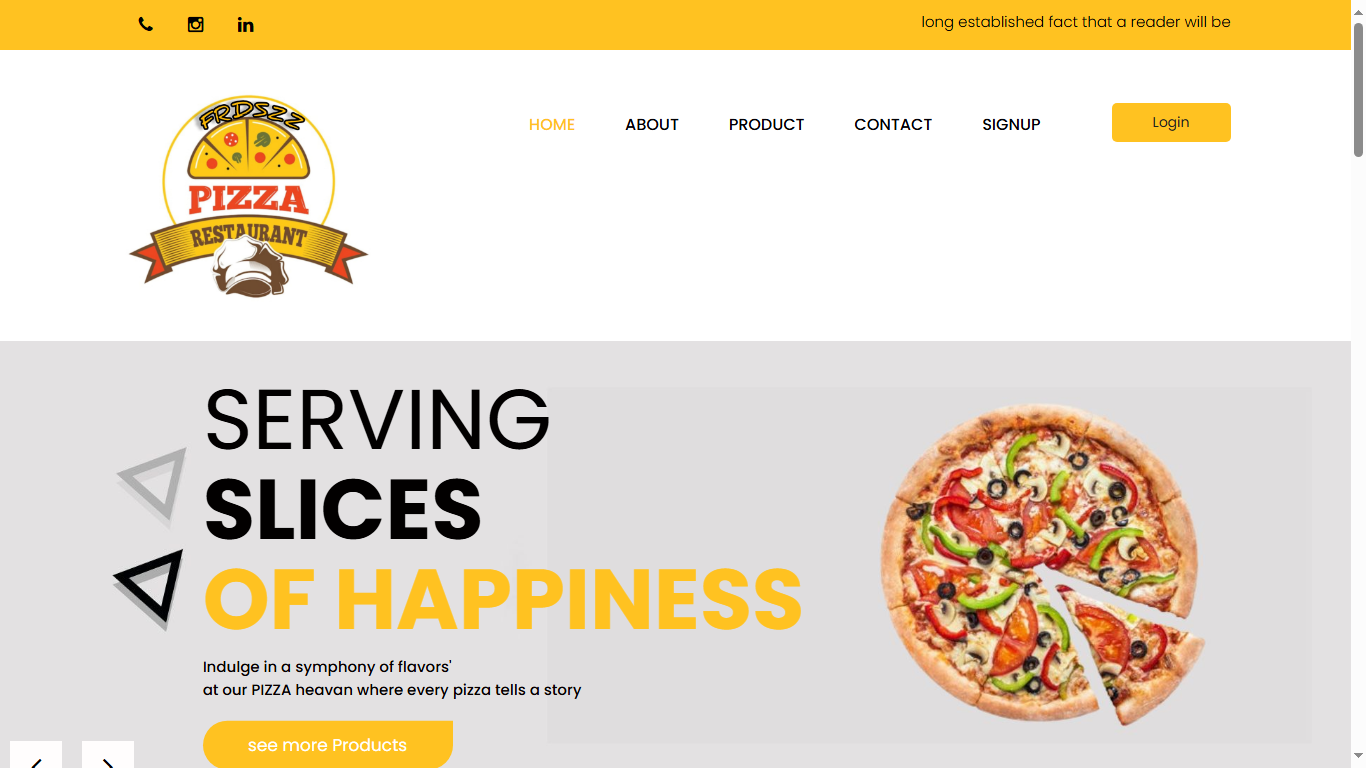 long established fact that a reader will be
FRDSZZ
PIZZA
RESTAURANT
HOME ABOUT PRODUCT CONTACT SIGNUP Login
SERVING
SLICES
OF HAPPINESS
Indulge in a symphony of flavors'
at our PIZZA heavan where every pizza tells a story
see more Products